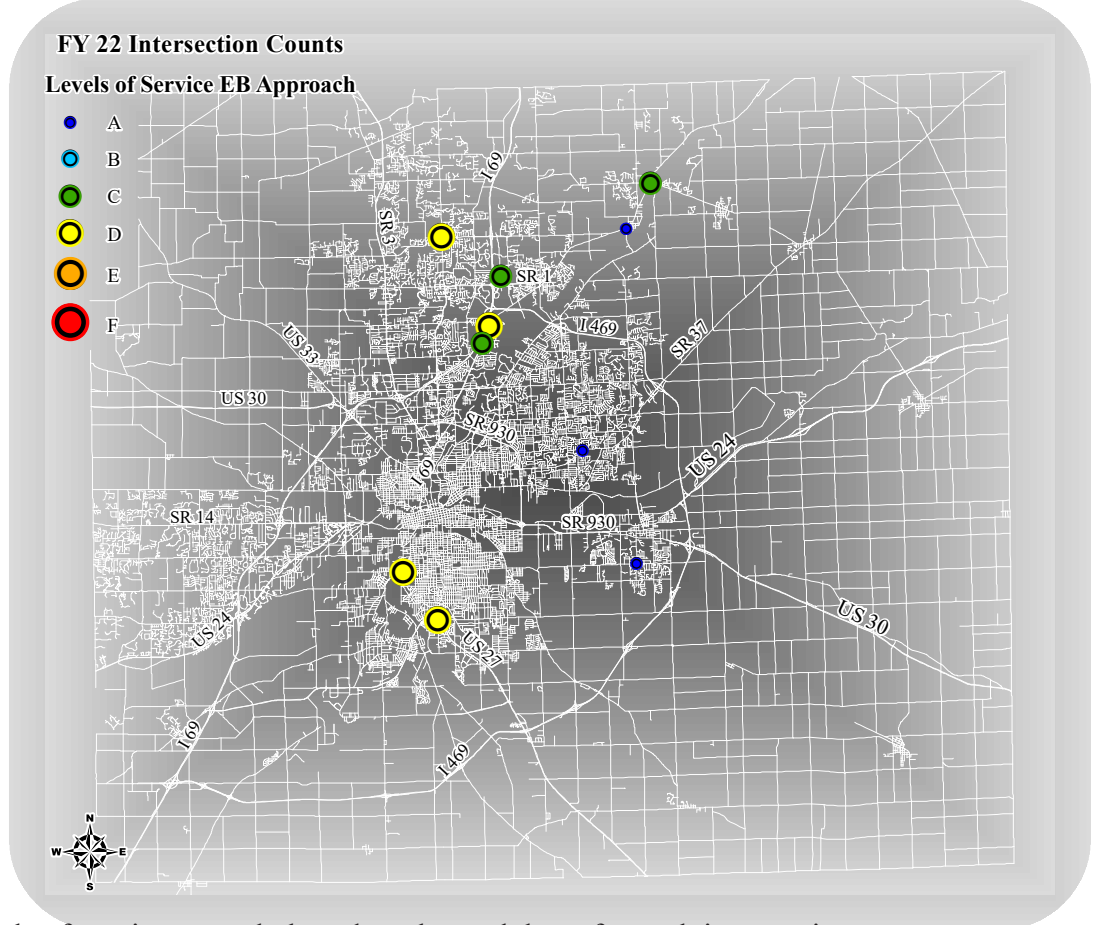 FY 22 Intersection Counts
Levels of Service EB Approach
A
B
C
D
E
F
I 69
SR 3
SR 1
I 469
US 33
SR 37
US 30
SR 930
I 69
US 24
SR 14
SR 930
US 24
US 30
US 27
I 69
I 469
N
W E
S